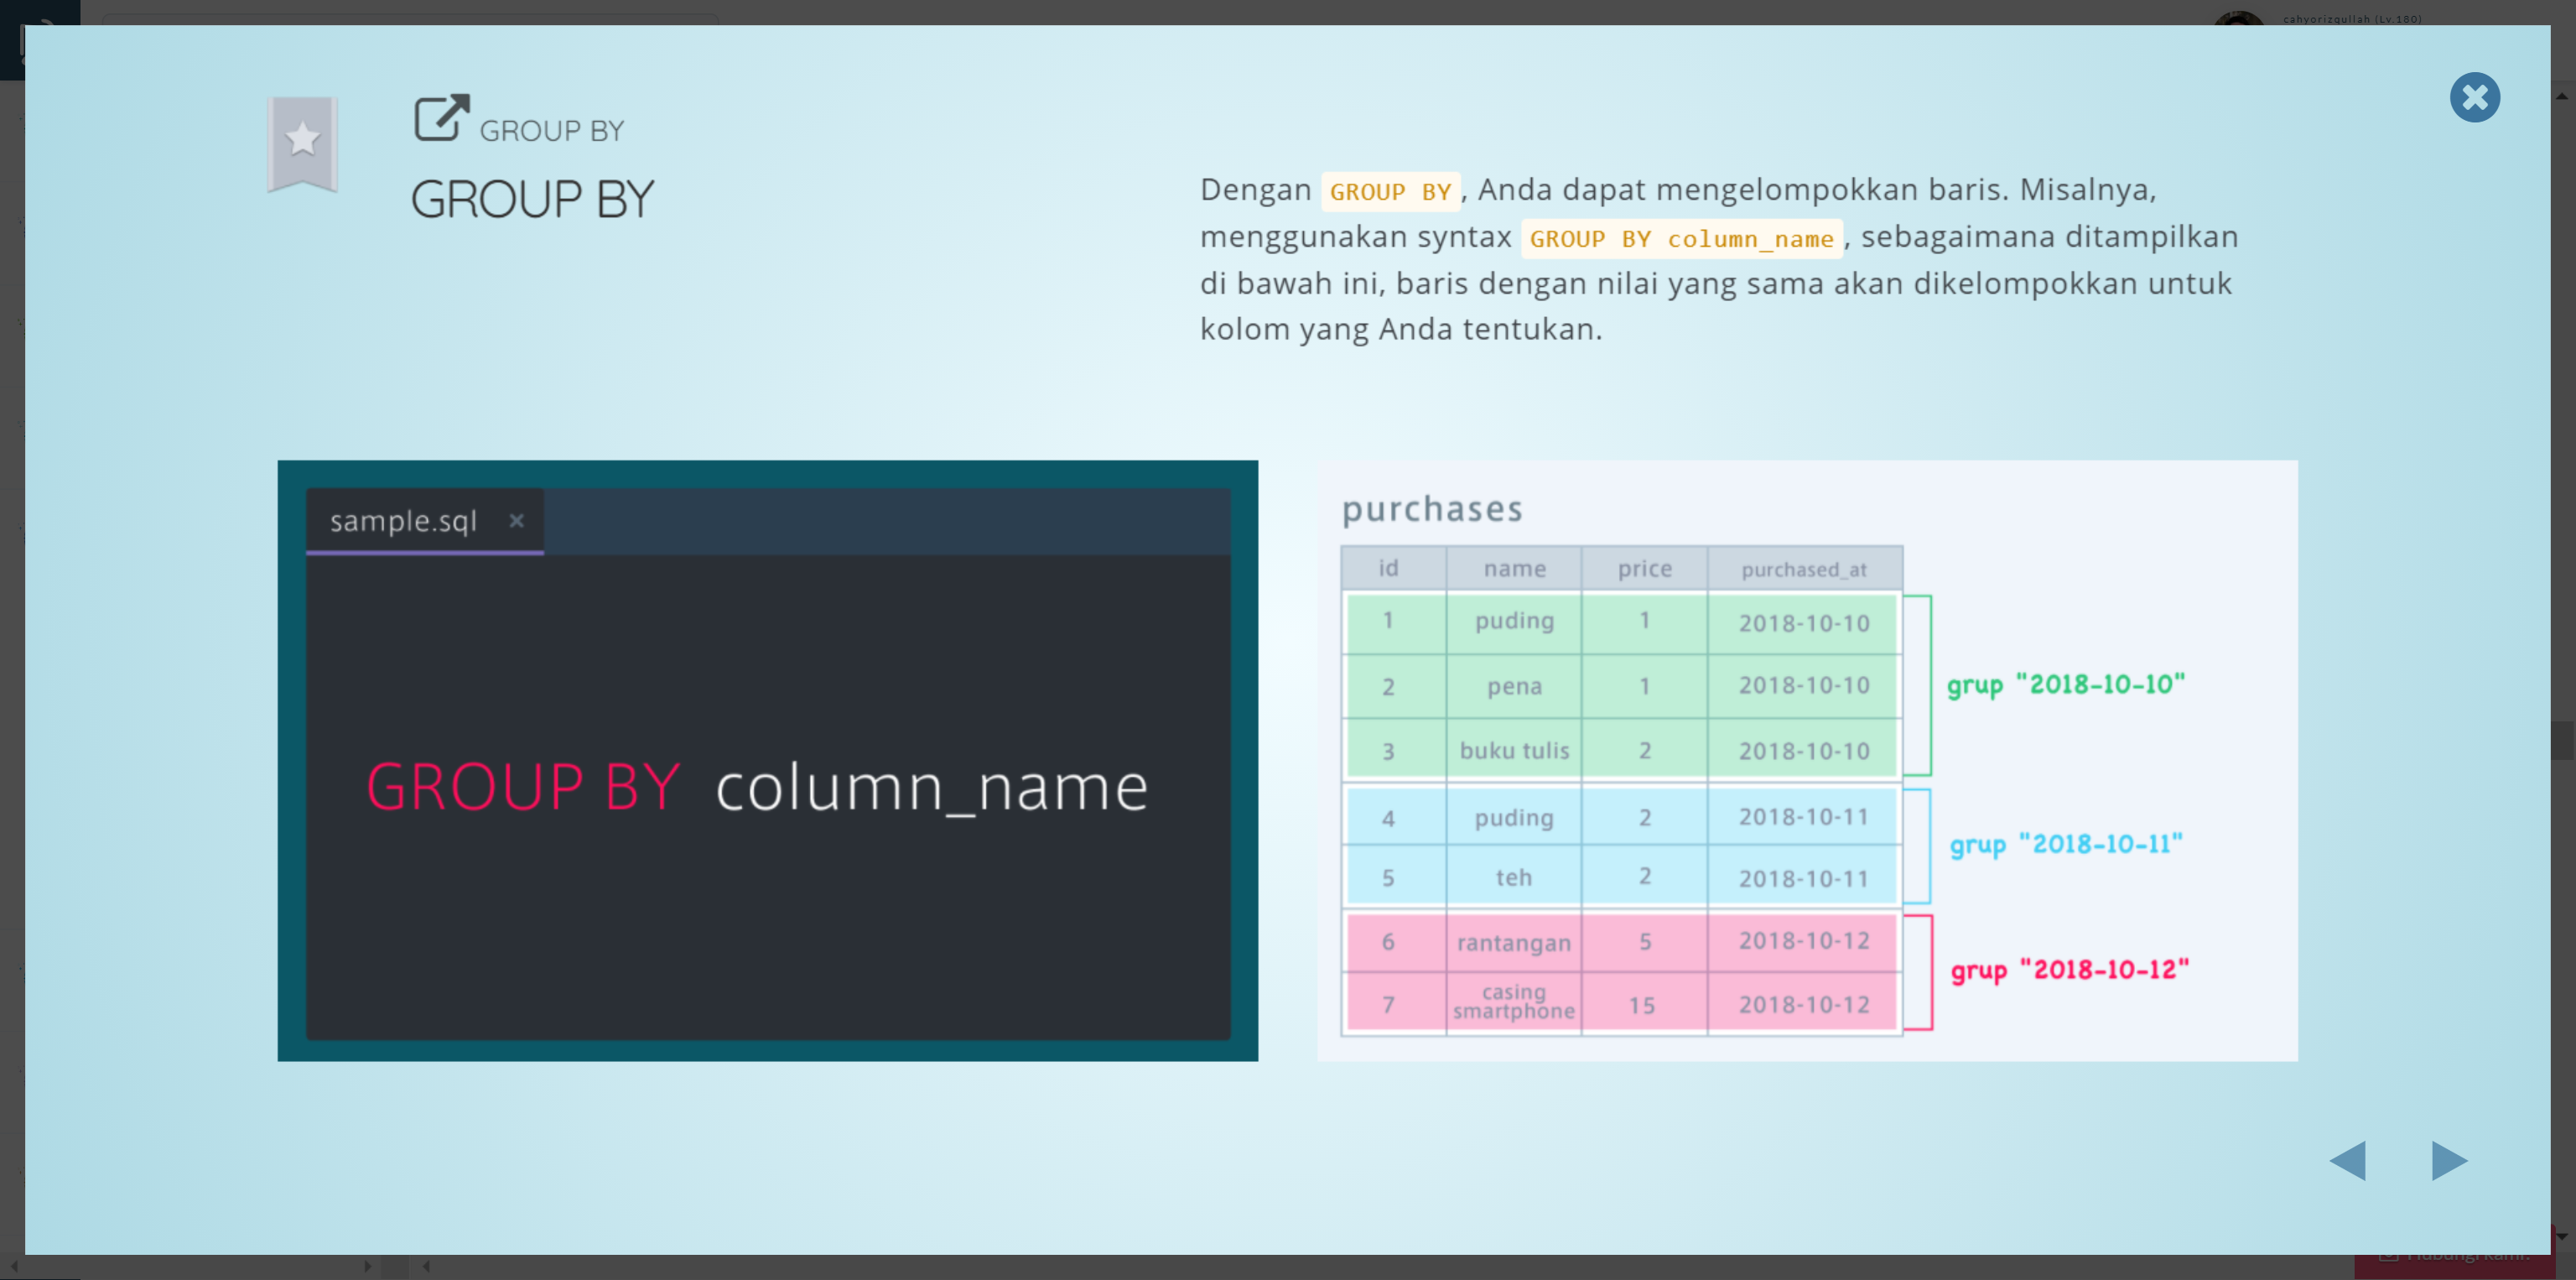 cahyorizqullah (Lv.180)
GROUP BY
GROUP BY
Dengan GROUP BY, Anda dapat mengelompokkan baris. Misalnya,
menggunakan syntax GROUP BY column_name, sebagaimana ditampilkan
di bawah ini, baris dengan nilai yang sama akan dikelompokkan untuk
kolom yang Anda tentukan.
sample.sql ×
GROUP BY column_name
purchases
id name price purchased_at
1 puding 1 2018-10-10
2 pena 1 2018-10-10
3 buku tulis 2 2018-10-10
grup "2018-10-10"
4 puding 2 2018-10-11
5 teh 2 2018-10-11
grup "2018-10-11"
6 rantangan 5 2018-10-12
7 casing smartphone 15 2018-10-12
grup "2018-10-12"